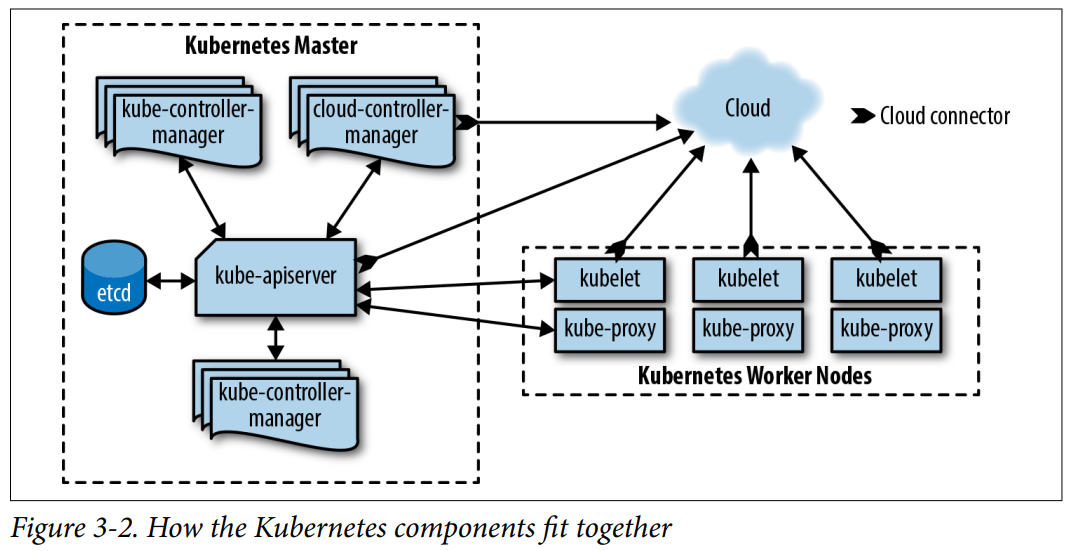 Kubernetes Master
kube-controller-
manager
cloud-controller-
manager
Cloud
Cloud connector
etcd
kube-apiserver
kube-controller-
manager
kubelet
kubelet
kubelet
kube-proxy
kube-proxy
kube-proxy
Kubernetes Worker Nodes
Figure 3-2. How the Kubernetes components fit together